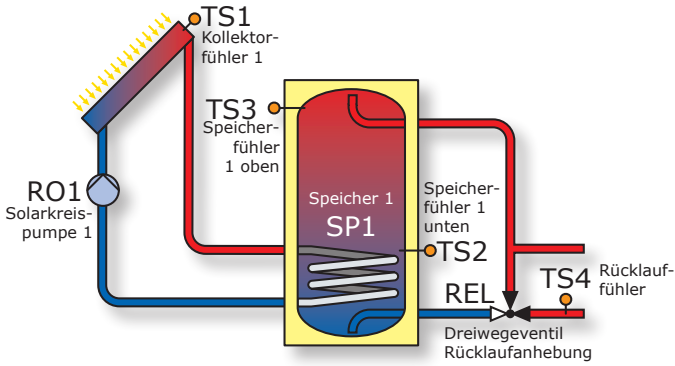 TS1
Kollektor-
fühler 1
TS3
Speicher-
fühler
1 oben
RO1
Solarkreis-
pumpe 1
Speicher 1
SP1
Speicher-
fühler 1
unten
TS2
REL
TS4
Rücklauf-
fühler
Dreiwegeventil
Rücklaufanhebung